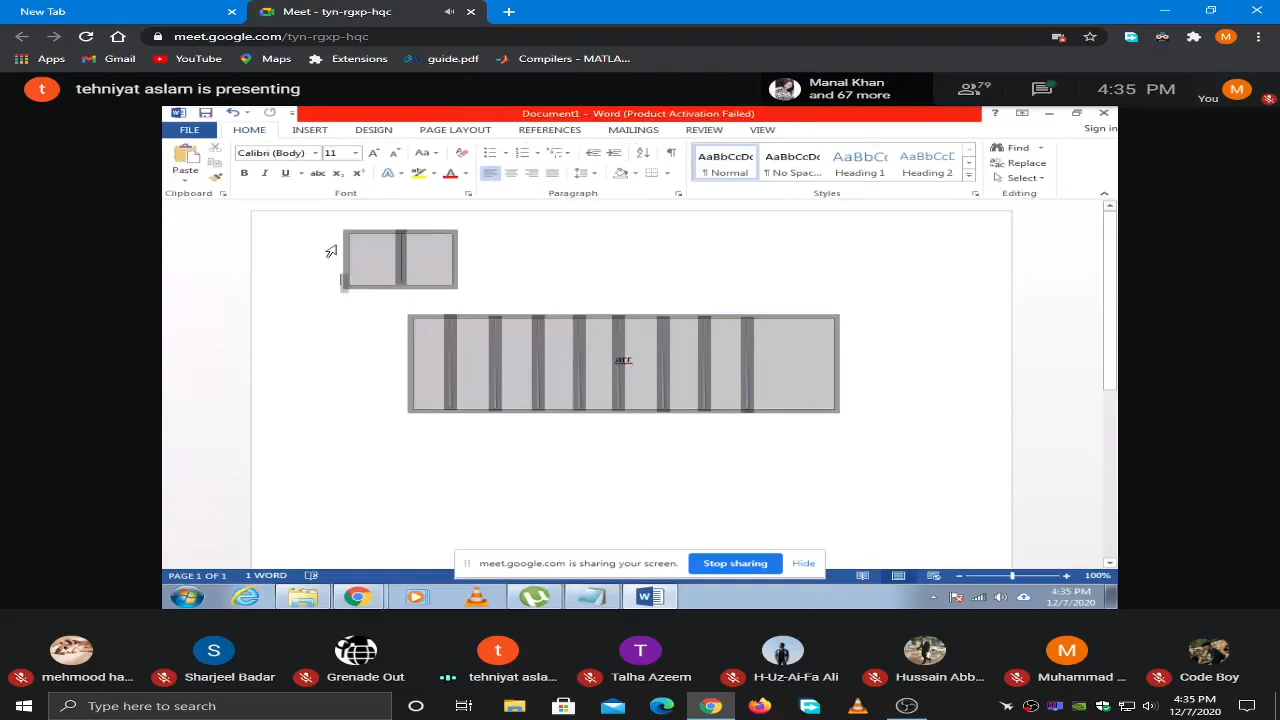 New Tab
Meet - tyn-rgxp-hqc
meet.google.com/tyn-rgxp-hqc
M
Apps
Gmail
YouTube
Maps
Extensions
guide.pdf
Compilers - MATLA...
t
tehniyat aslam is presenting
Manal Khan
and 67 more
79
4:35 PM
You
M
Document1 - Word (Product Activation Failed)
FILE
HOME
INSERT
DESIGN
PAGE LAYOUT
REFERENCES
MAILINGS
REVIEW
VIEW
Sign in
Paste
Calibri (Body)
11
AaBbCcDc
AaBbCcDc
AaBbCc
AaBbCcD
¶ Normal
¶ No Spac...
Heading 1
Heading 2
Find
Replace
Select
Clipboard
Font
Paragraph
Styles
Editing
arr
meet.google.com is sharing your screen.
Stop sharing
Hide
PAGE 1 OF 1
1 WORD
100%
4:35 PM
12/7/2020
S
t
T
M
mehmood ha...
Sharjeel Badar
Grenade Out
tehniyat asla...
Talha Azeem
H-Uz-Ai-Fa Ali
Hussain Abb...
Muhammad ...
Code Boy
Type here to search
4:35 PM
12/7/2020